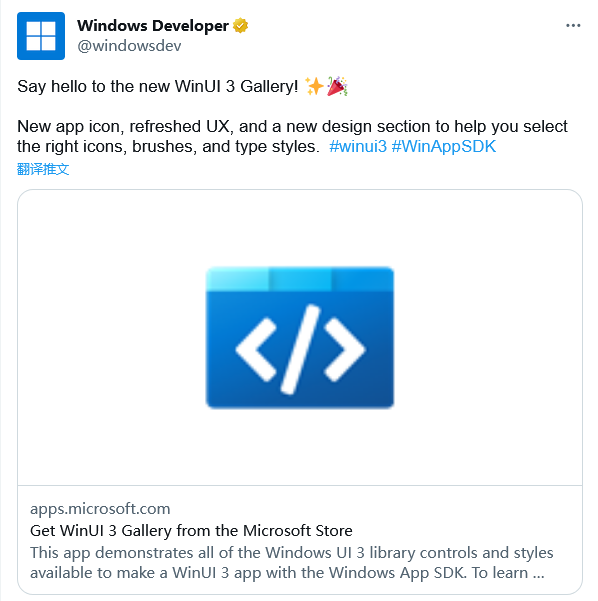 Windows Developer
@windowsdev
Say hello to the new WinUI 3 Gallery! ✨🎉
New app icon, refreshed UX, and a new design section to help you select
the right icons, brushes, and type styles. #winui3 #WinAppSDK
翻译推文
</>
apps.microsoft.com
Get WinUI 3 Gallery from the Microsoft Store
This app demonstrates all of the Windows UI 3 library controls and styles
available to make a WinUI 3 app with the Windows App SDK. To learn ...